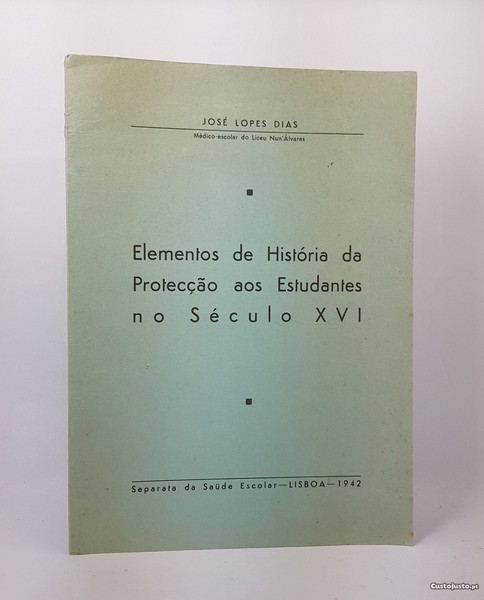 JOSÉ LOPES DIAS
Médico-escolar do Liceu Nun'Álvares
Elementos de História da
Protecção aos Estudantes
no Século XVI
Separata da Saúde Escolar—LISBOA—1942
CustoJusto.pt